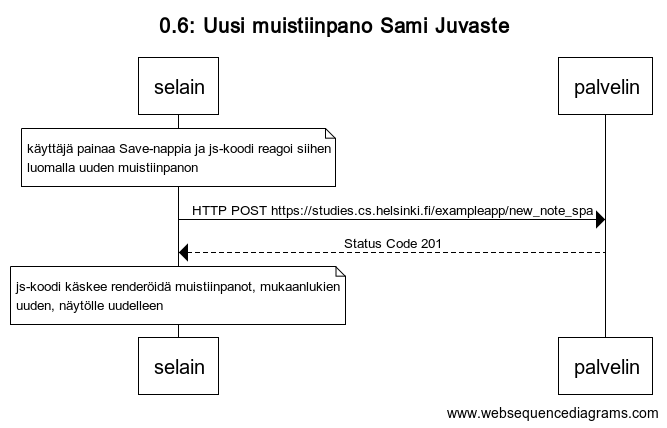 0.6: Uusi muistiinpano Sami Juvaste
selain
palvelin
käyttäjä painaa Save-nappia ja js-koodi reagoi siihen
luomalla uuden muistiinpanon
HTTP POST https://studies.cs.helsinki.fi/exampleapp/new_note_spa
Status Code 201
js-koodi käskee renderöidä muistiinpanot, mukaanlukien
uuden, näytölle uudelleen
selain
palvelin
www.websequencediagrams.com